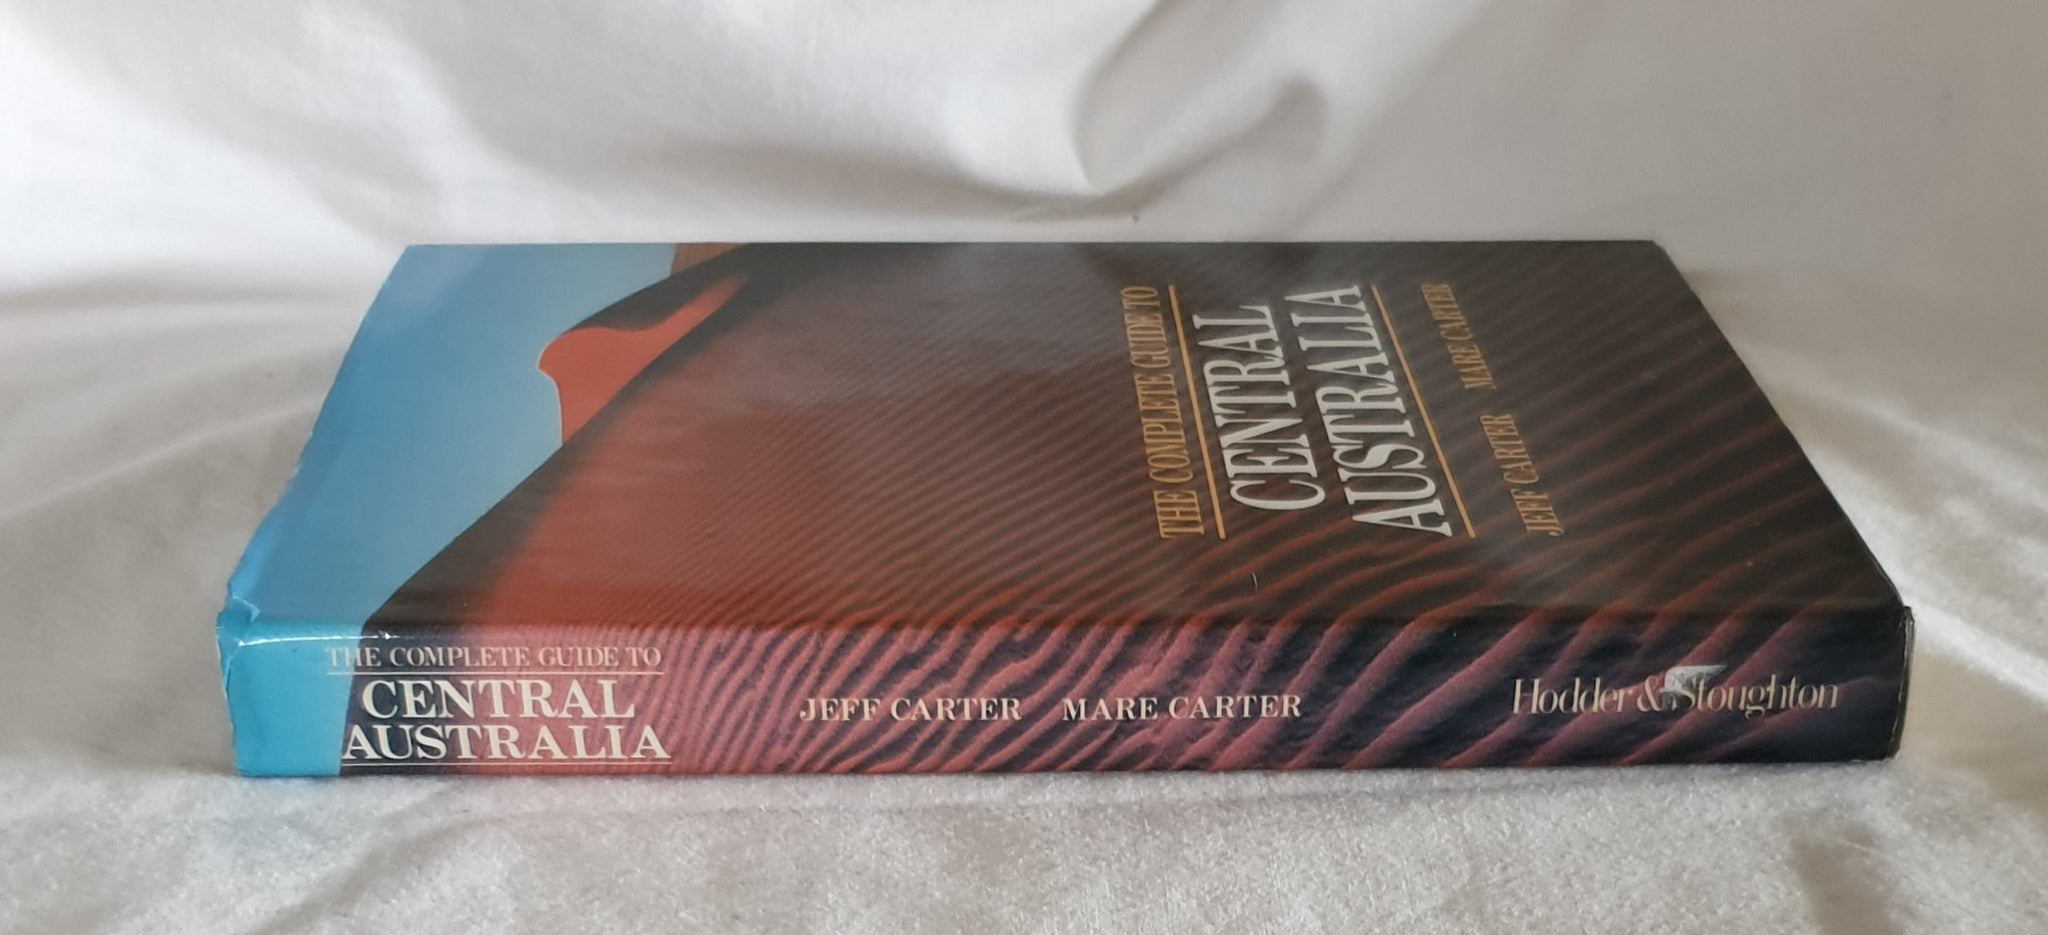 THE COMPLETE GUIDE TO
CENTRAL
AUSTRALIA
JEFF CARTER MARE CARTER
THE COMPLETE GUIDE TO
CENTRAL
AUSTRALIA
JEFF CARTER MARE CARTER
Hodder & Stoughton